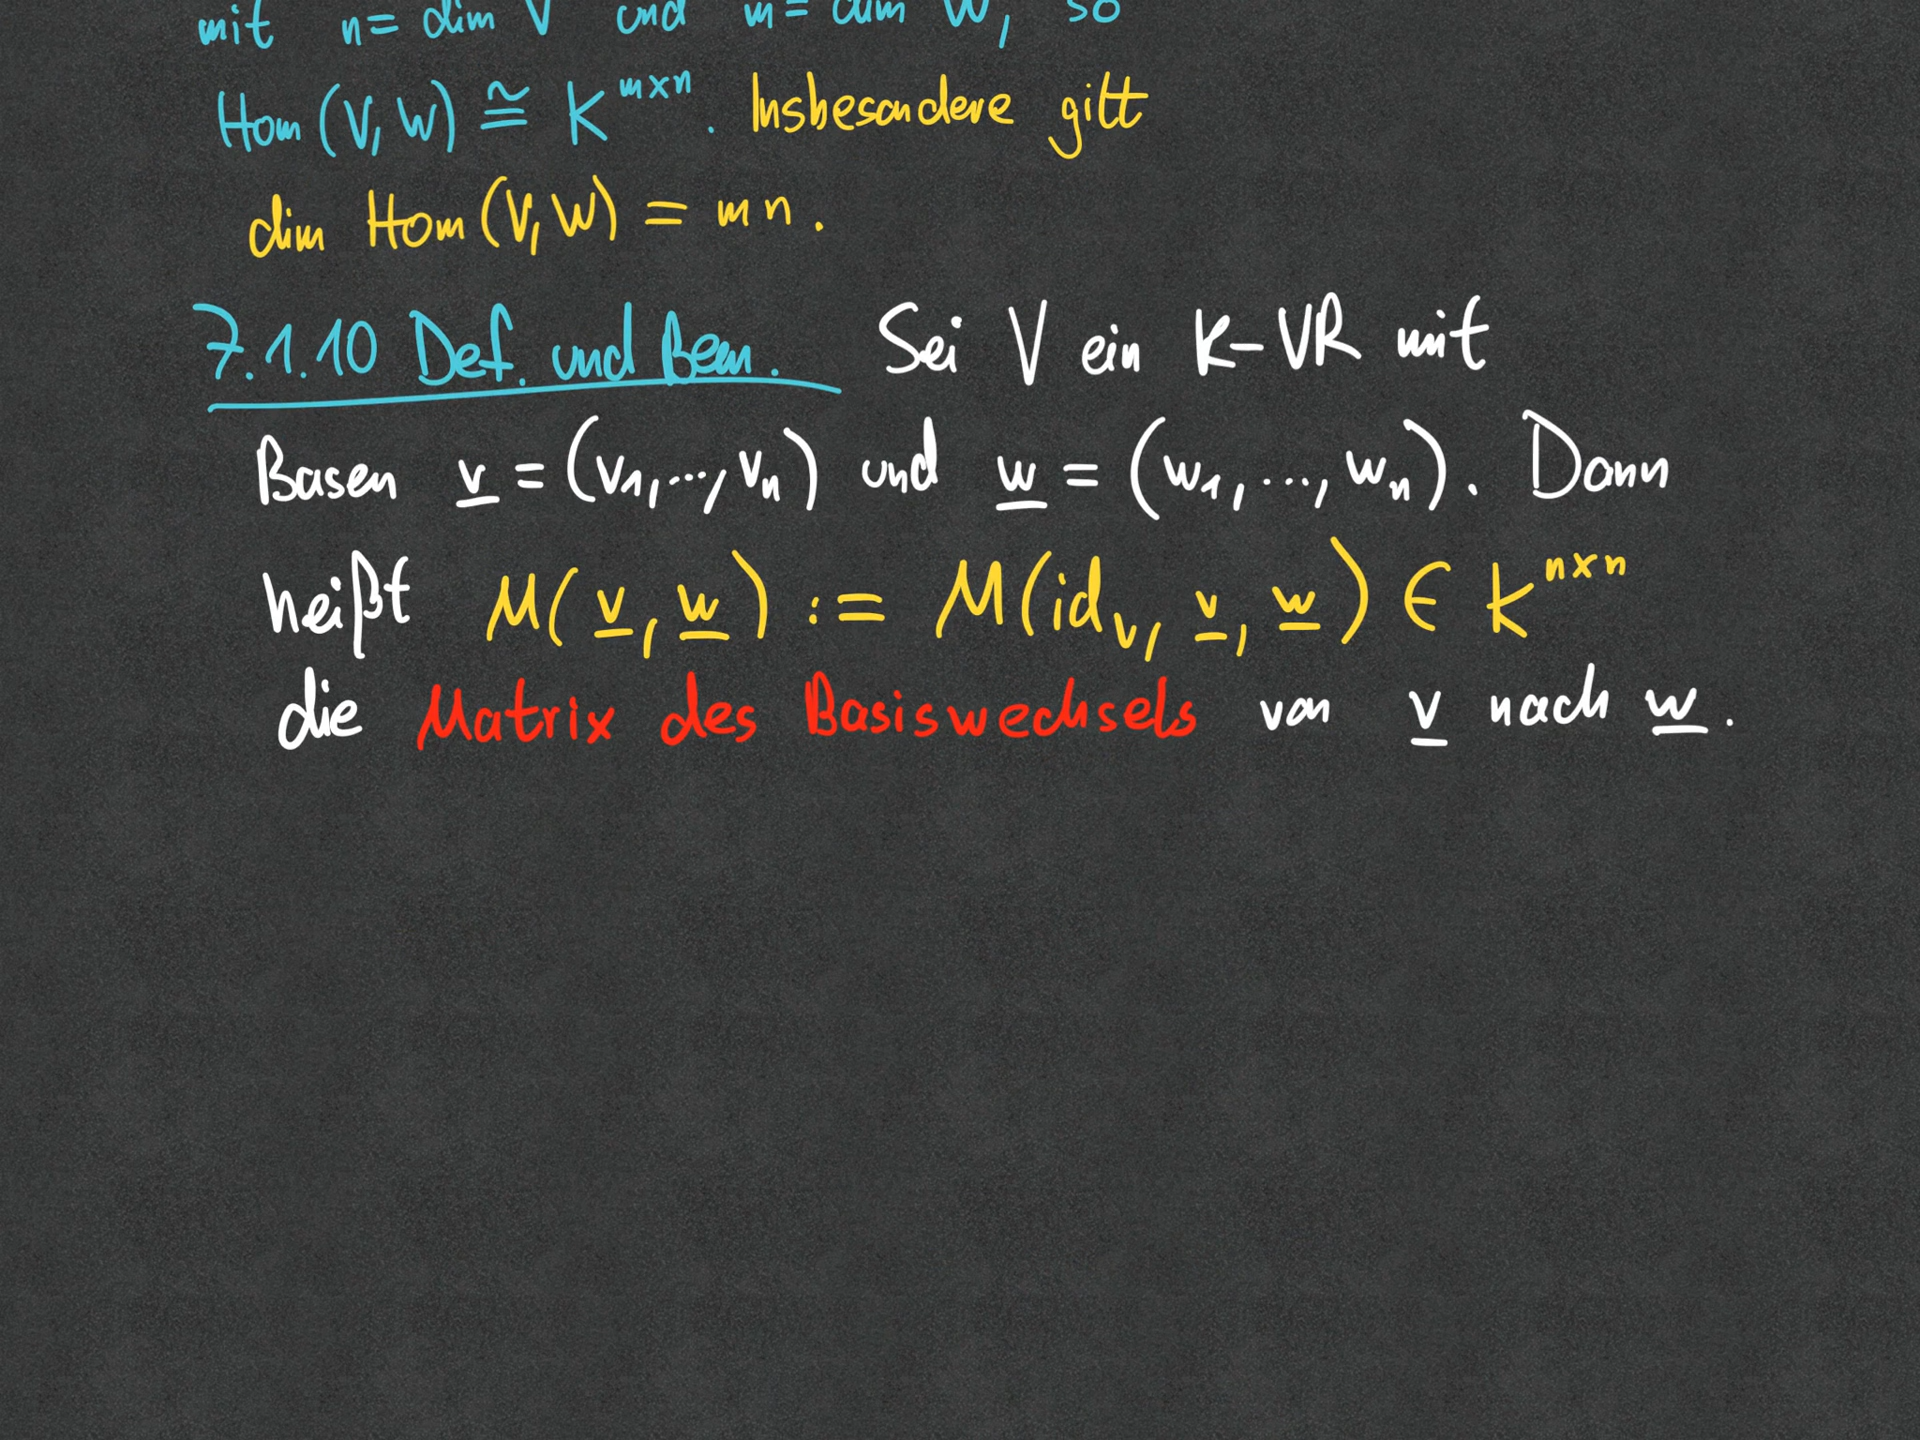 mit n = dim V und m = dim W, so
Hom (V, W) ≅ K^{m×n}. Insbesondere gilt
dim Hom (V, W) = mn.
7.1.10 Def. und Bem. Sei V ein K-VR mit
Basen <u>v</u> = (v₁, ..., vₙ) und <u>w</u> = (w₁, ..., wₙ). Dann
heißt M(<u>v</u>, <u>w</u>) := M(id_V, <u>v</u>, <u>w</u>) ∈ K^{n×n}
die Matrix des Basiswechsels von <u>v</u> nach <u>w</u>.